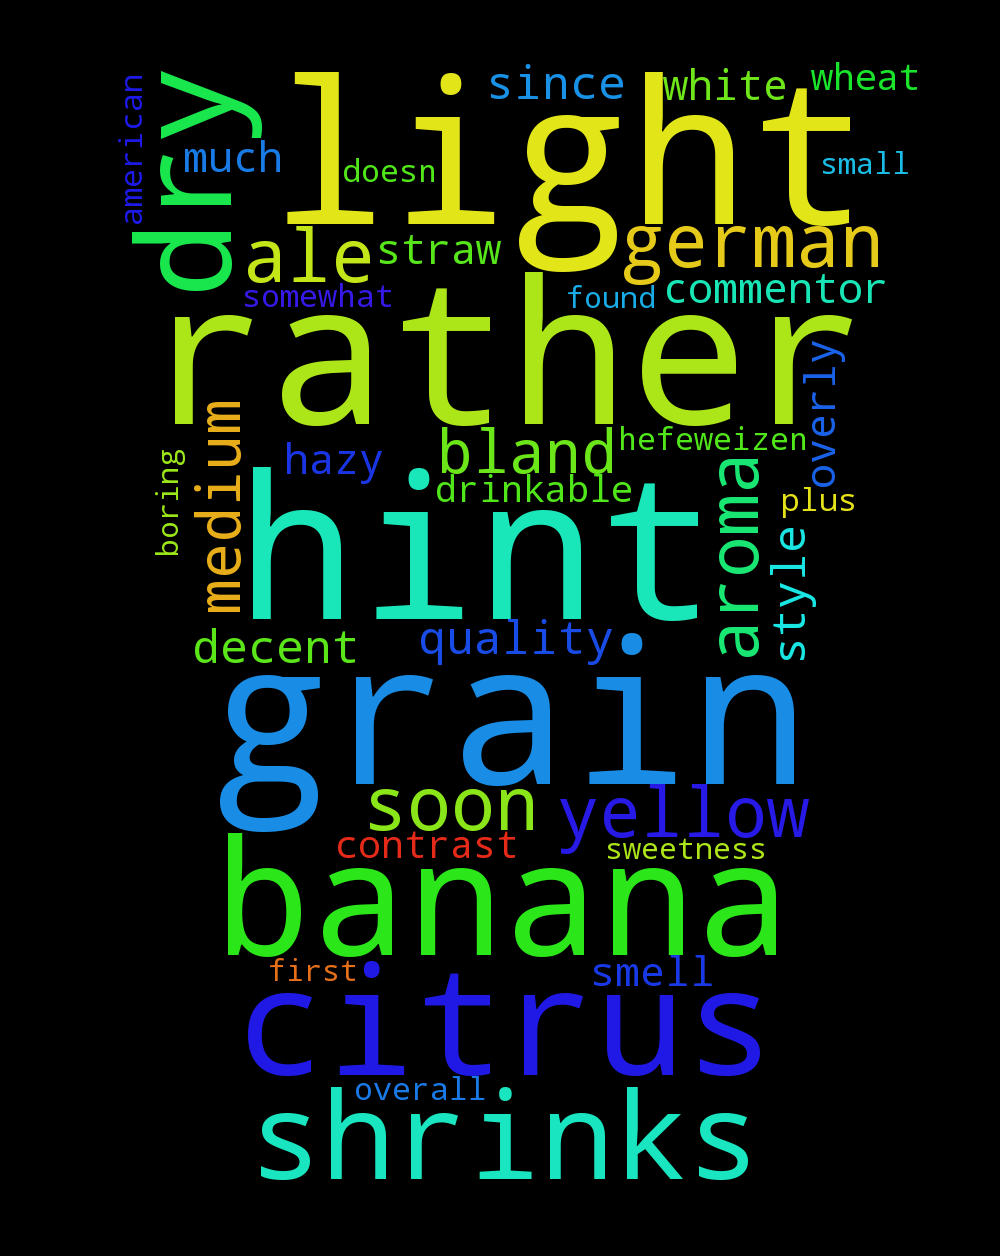 american
dry
light
since
white
wheat
much
doesn
small
ale
straw
german
somewhat
found
commentor
rather
overly
medium
boring
hazy
bland
hefeweizen
drinkable
hint
aroma
plus
style
decent
quality
grain
soon
yellow
contrast
sweetness
banana
first
smell
citrus
overall
shrinks